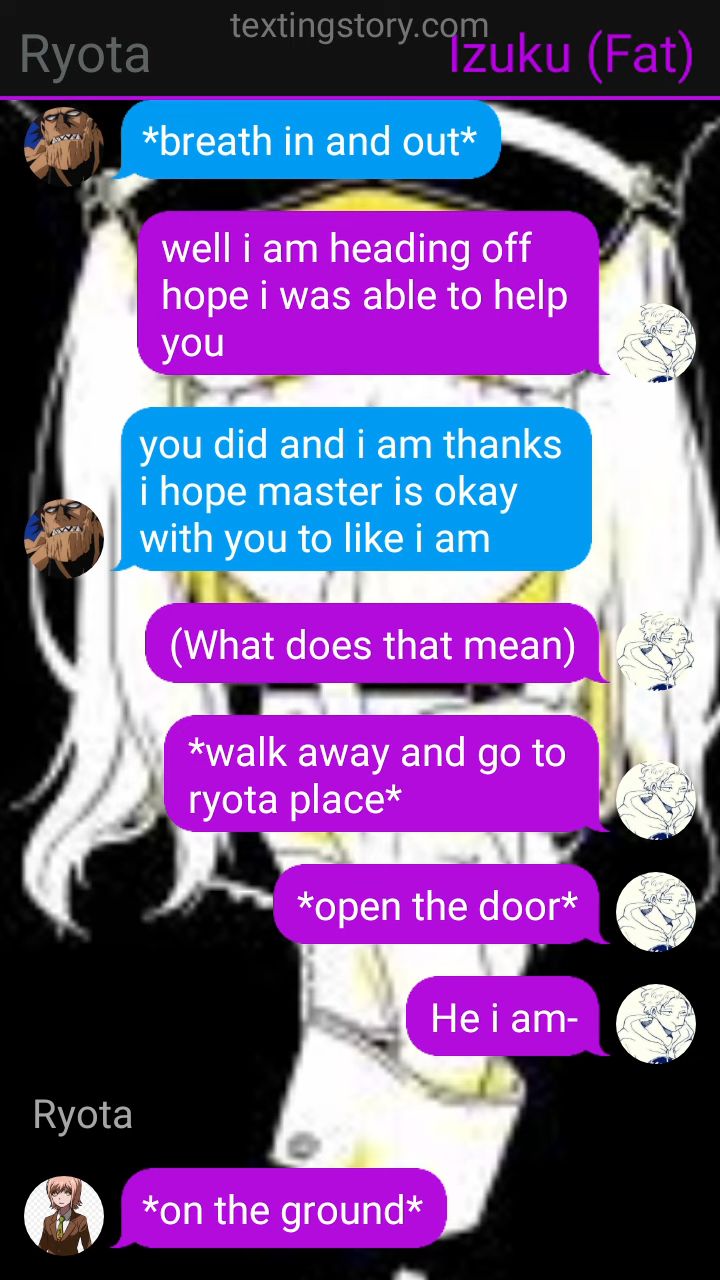 textingstory.com
Ryota
Izuku (Fat)
*breath in and out*
well i am heading off
hope i was able to help
you
you did and i am thanks
i hope master is okay
with you to like i am
(What does that mean)
*walk away and go to
ryota place*
*open the door*
He i am-
Ryota
*on the ground*